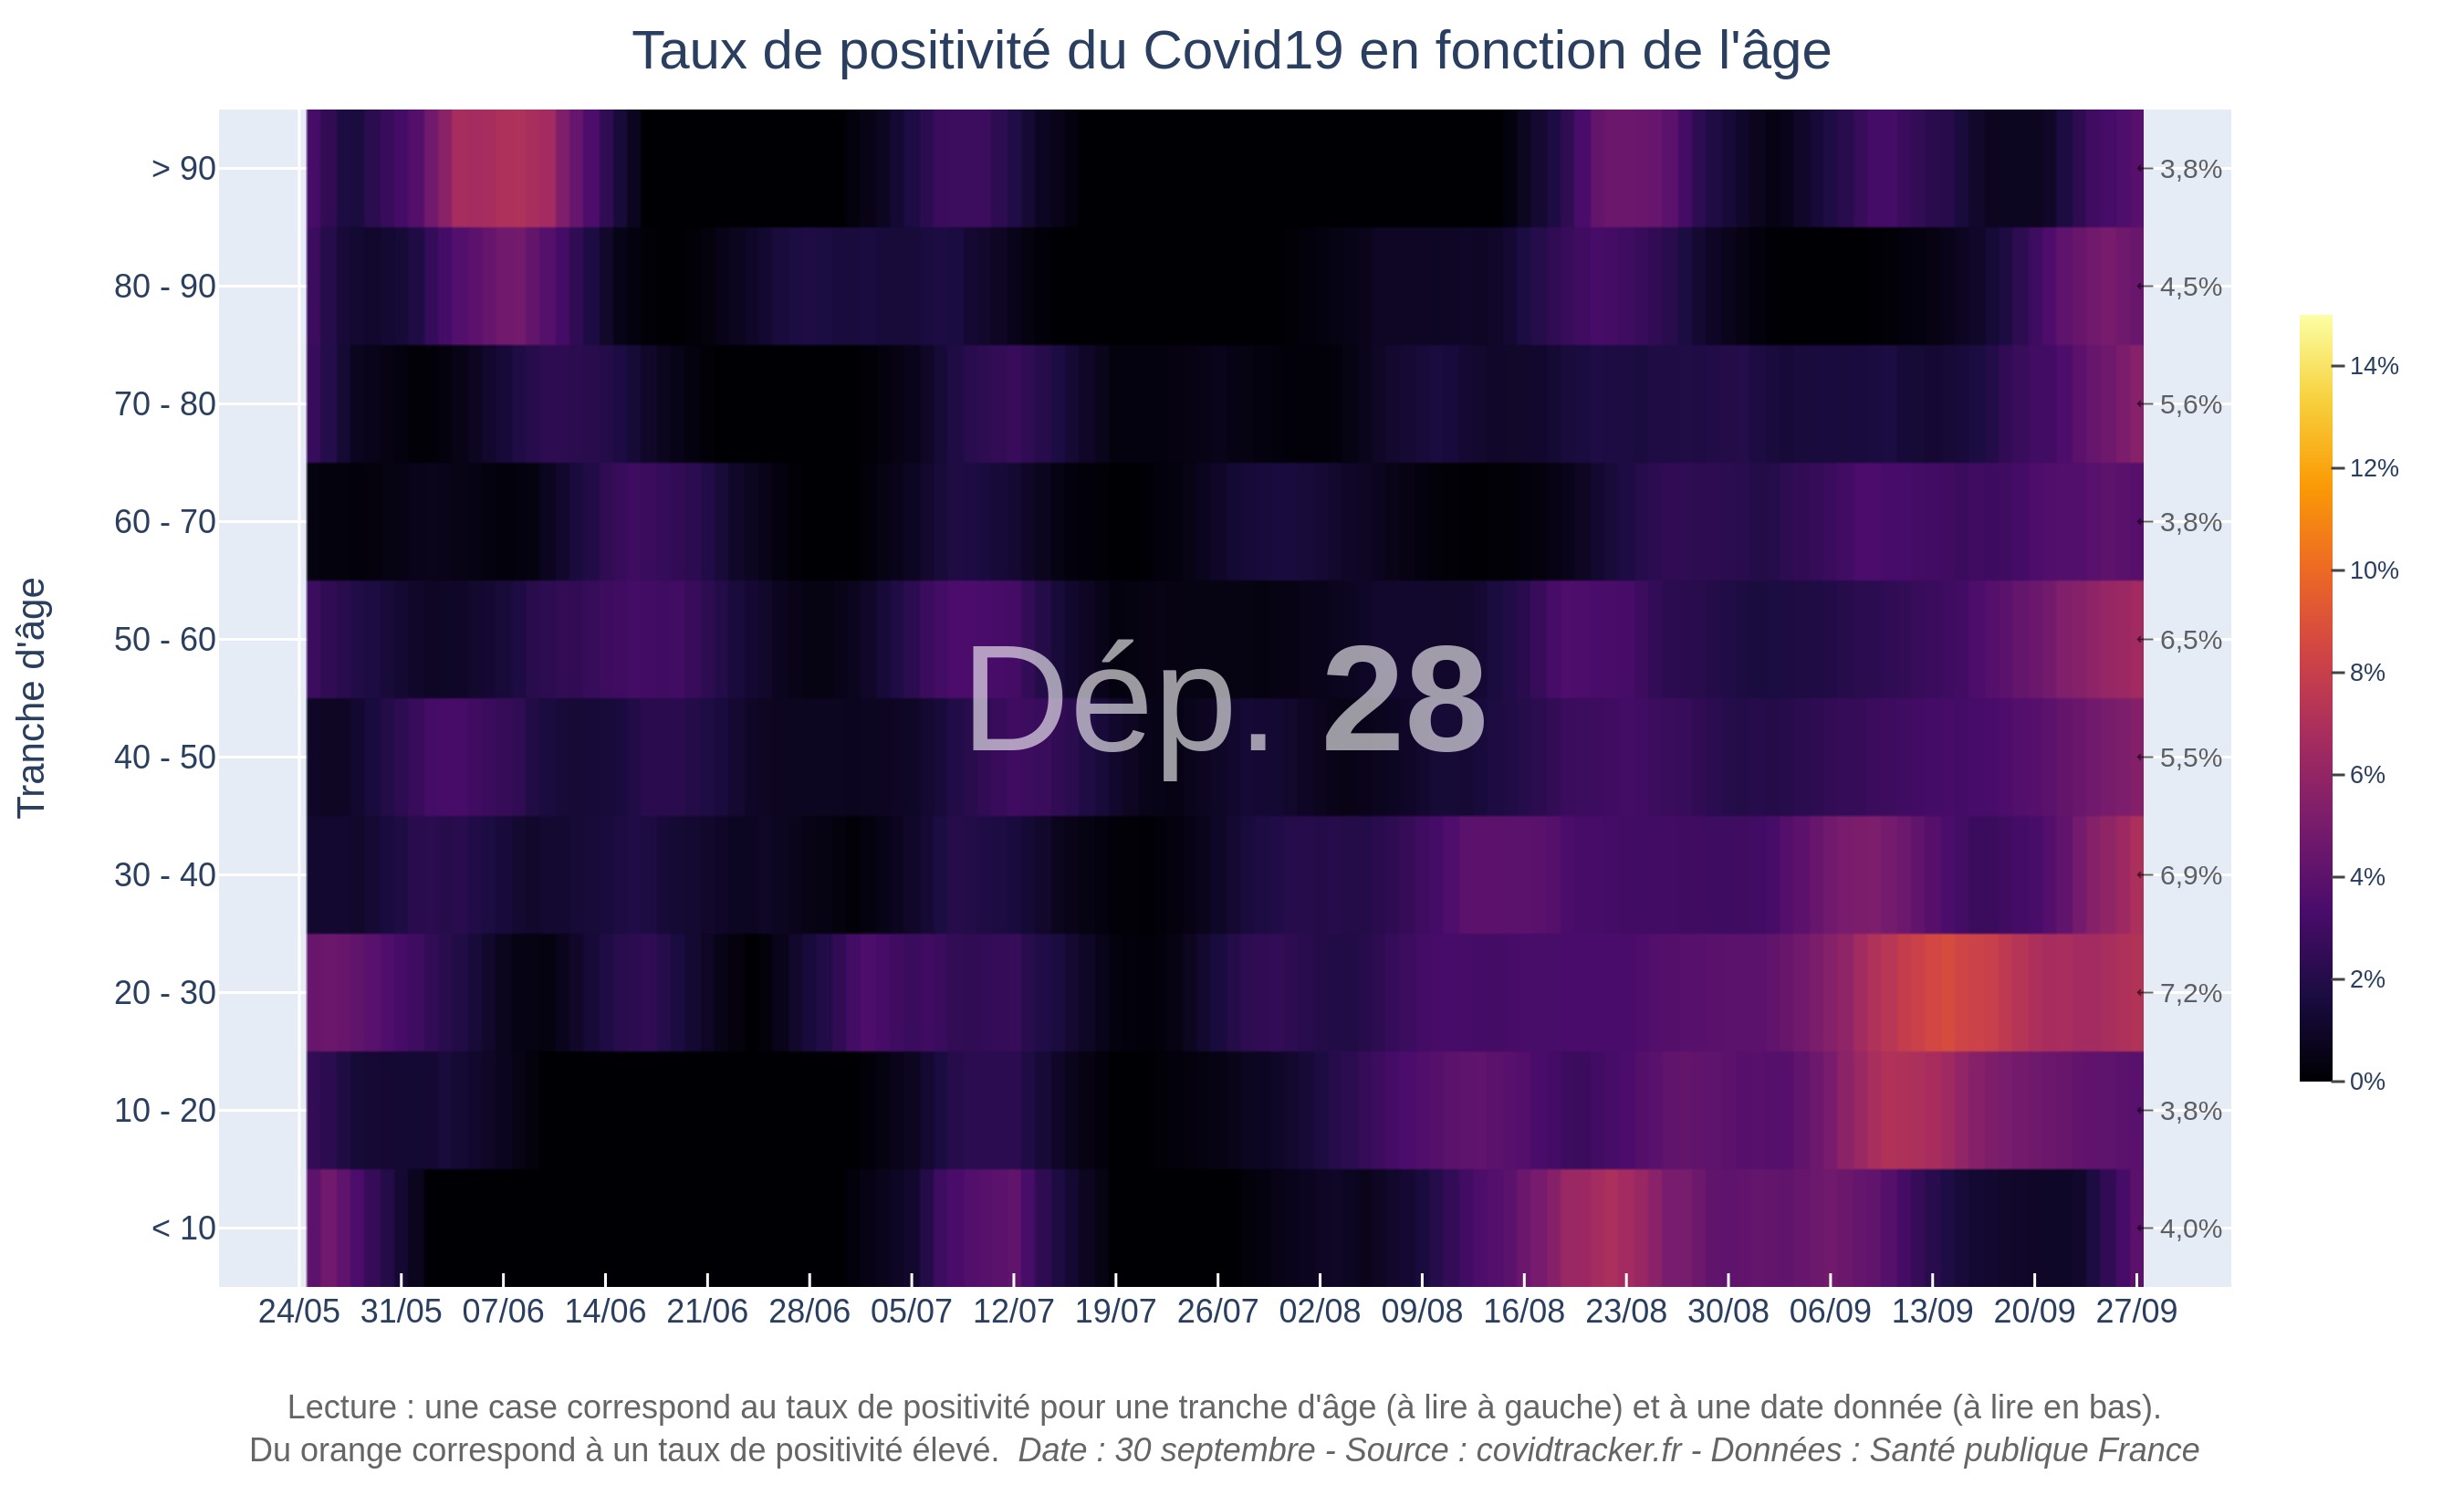 Taux de positivité du Covid19 en fonction de l'âge
Tranche d'âge
> 90
80 - 90
70 - 80
60 - 70
50 - 60
40 - 50
30 - 40
20 - 30
10 - 20
< 10
Dép. 28
3,8%
4,5%
5,6%
3,8%
6,5%
5,5%
6,9%
7,2%
3,8%
4,0%
14%
12%
10%
8%
6%
4%
2%
0%
24/05 31/05 07/06 14/06 21/06 28/06 05/07 12/07 19/07 26/07 02/08 09/08 16/08 23/08 30/08 06/09 13/09 20/09 27/09
Lecture : une case correspond au taux de positivité pour une tranche d'âge (à lire à gauche) et à une date donnée (à lire en bas).
Du orange correspond à un taux de positivité élevé. Date : 30 septembre - Source : covidtracker.fr - Données : Santé publique France